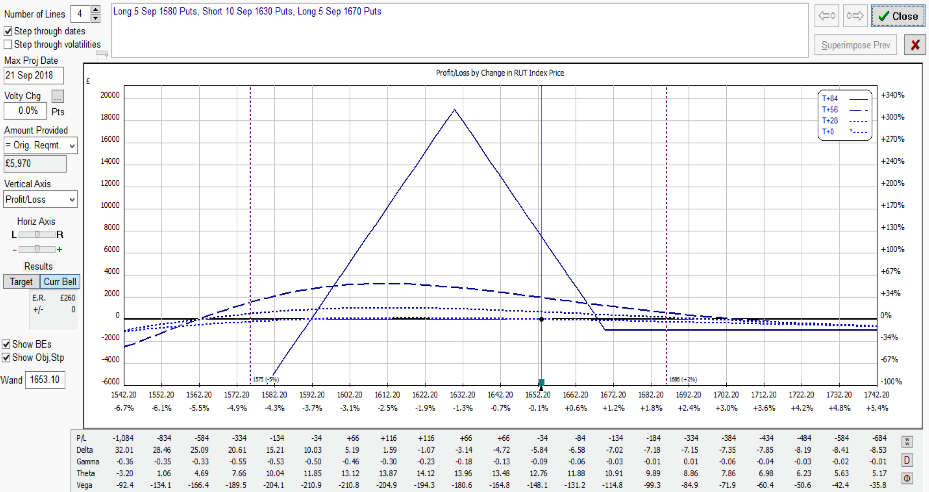 Number of Lines 4
Long 5 Sep 1580 Puts, Short 10 Sep 1630 Puts, Long 5 Sep 1670 Puts
Close
Step through dates
Step through volatilities
Superimpose Prev
Max Proj Date
21 Sep 2018
Volty Chg ...
0.0% Pts
Amount Provided
= Orig. Reqmt.
£5,970
Vertical Axis
Profit/Loss
Horiz Axis
L R
- +
Results
Target Curr Bell
E.R. £260
+/- 0
Show BEs
Show Obj,Stp
Wand 1653.10
Profit/Loss by Change in RUT Index Price
£
20000 +340%
18000 +300%
16000 +270%
14000 +240%
12000 +200%
10000 +170%
8000 +130%
6000 +100%
4000 +67%
2000 +34%
0 0%
-2000 -34%
-4000 -67%
-6000 -100%
T+84
T+56
T+28
T+0
1575 (-5%) 1686 (+2%)
1542.20 1552.20 1562.20 1572.20 1582.20 1592.20 1602.20 1612.20 1622.20 1632.20 1642.20 1652.20 1662.20 1672.20 1682.20 1692.20 1702.20 1712.20 1722.20 1732.20 1742.20
-6.7% -6.1% -5.5% -4.9% -4.3% -3.7% -3.1% -2.5% -1.9% -1.3% -0.7% -0.1% +0.6% +1.2% +1.8% +2.4% +3.0% +3.6% +4.2% +4.8% +5.4%
P/L -1,084 -834 -584 -334 -134 -34 +66 +116 +116 +66 +66 -34 -84 -134 -184 -334 -384 -434 -484 -584 -684
Delta 32.01 28.46 25.09 20.61 15.21 10.03 5.19 1.59 -1.07 -3.14 -4.72 -5.84 -6.58 -7.02 -7.18 -7.15 -7.35 -7.85 -8.19 -8.41 -8.53
Gamma -0.36 -0.35 -0.33 -0.55 -0.53 -0.50 -0.46 -0.30 -0.23 -0.18 -0.13 -0.09 -0.06 -0.03 -0.01 0.01 -0.06 -0.04 -0.03 -0.02 -0.01
Theta -3.20 1.06 4.69 7.66 10.04 11.85 13.12 13.87 14.12 13.96 13.48 12.76 11.88 10.91 9.89 8.86 7.86 6.98 6.23 5.63 5.17
Vega -92.4 -134.1 -166.4 -189.5 -204.1 -210.9 -210.8 -204.9 -194.3 -180.6 -164.8 -148.1 -131.2 -114.8 -99.3 -84.9 -71.9 -60.4 -50.6 -42.4 -35.8